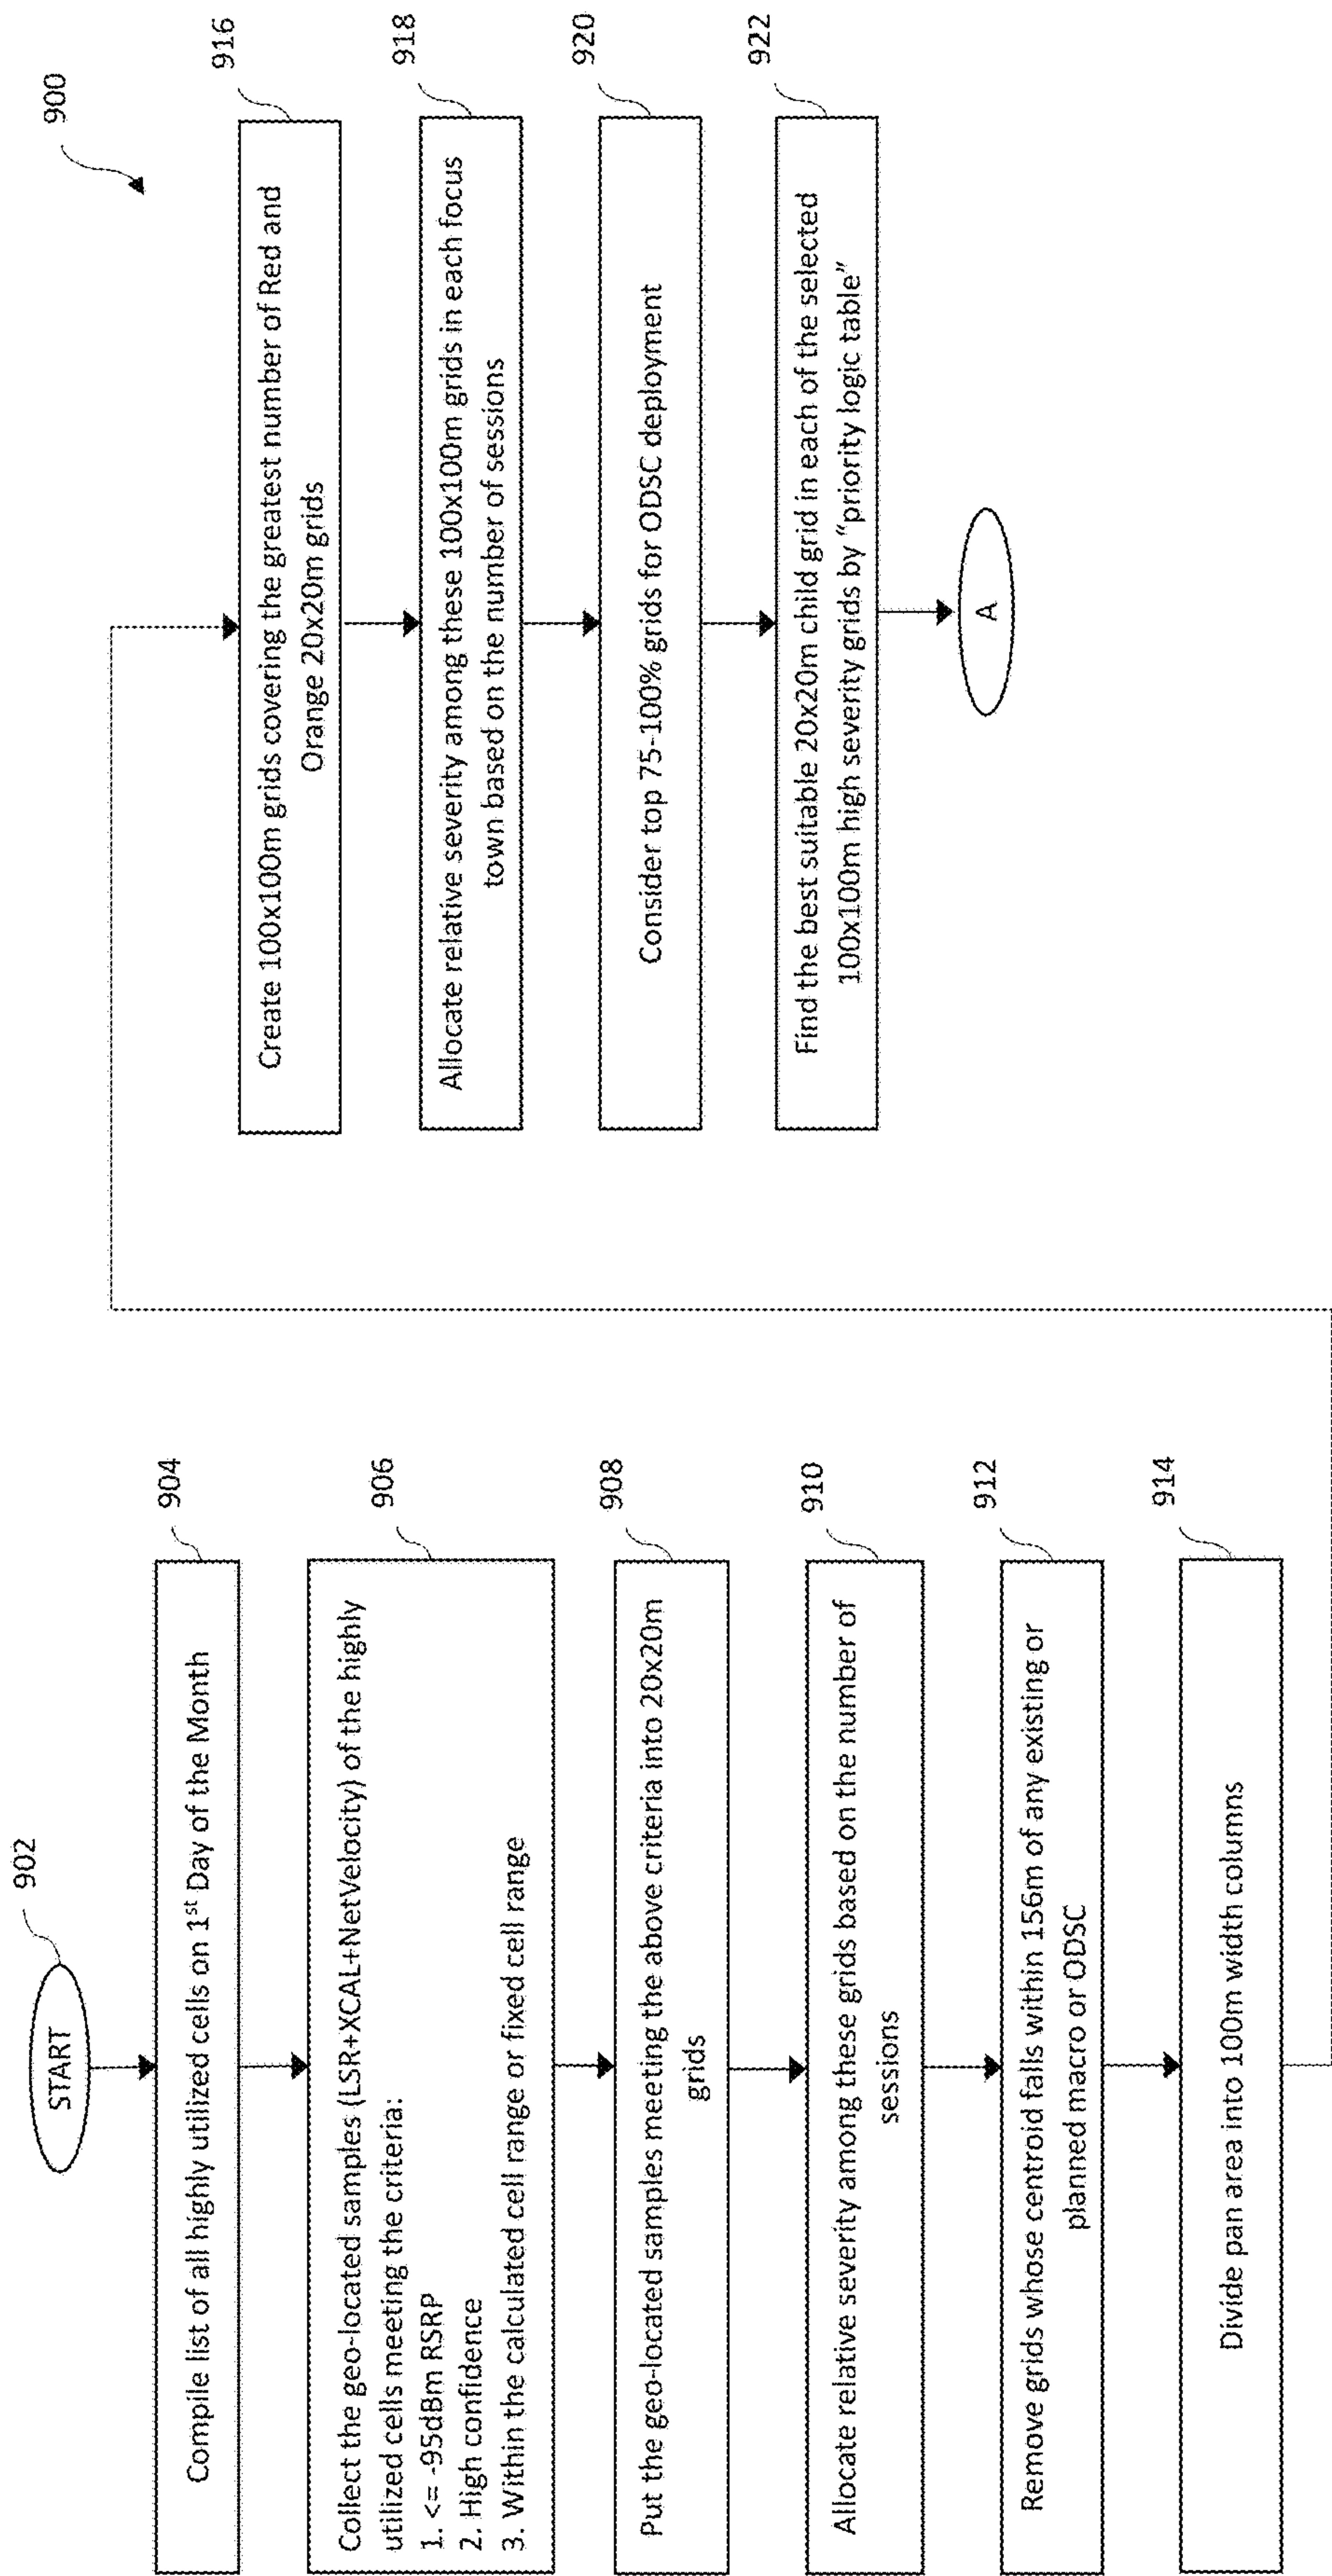 900
902
START
904
Compile list of all highly utilized cells on 1st Day of the Month
906
Collect the geo-located samples (LSR+XCAL+NetVelocity) of the highly
utilized cells meeting the criteria:
1. <= -95dBm RSRP
2. High confidence
3. Within the calculated cell range or fixed cell range
908
Put the geo-located samples meeting the above criteria into 20x20m
grids
910
Allocate relative severity among these grids based on the number of
sessions
912
Remove grids whose centroid falls within 156m of any existing or
planned macro or ODSC
914
Divide pan area into 100m width columns
916
Create 100x100m grids covering the greatest number of Red and
Orange 20x20m grids
918
Allocate relative severity among these 100x100m grids in each focus
town based on the number of sessions
920
Consider top 75-100% grids for ODSC deployment
922
Find the best suitable 20x20m child grid in each of the selected
100x100m high severity grids by “priority logic table”
A